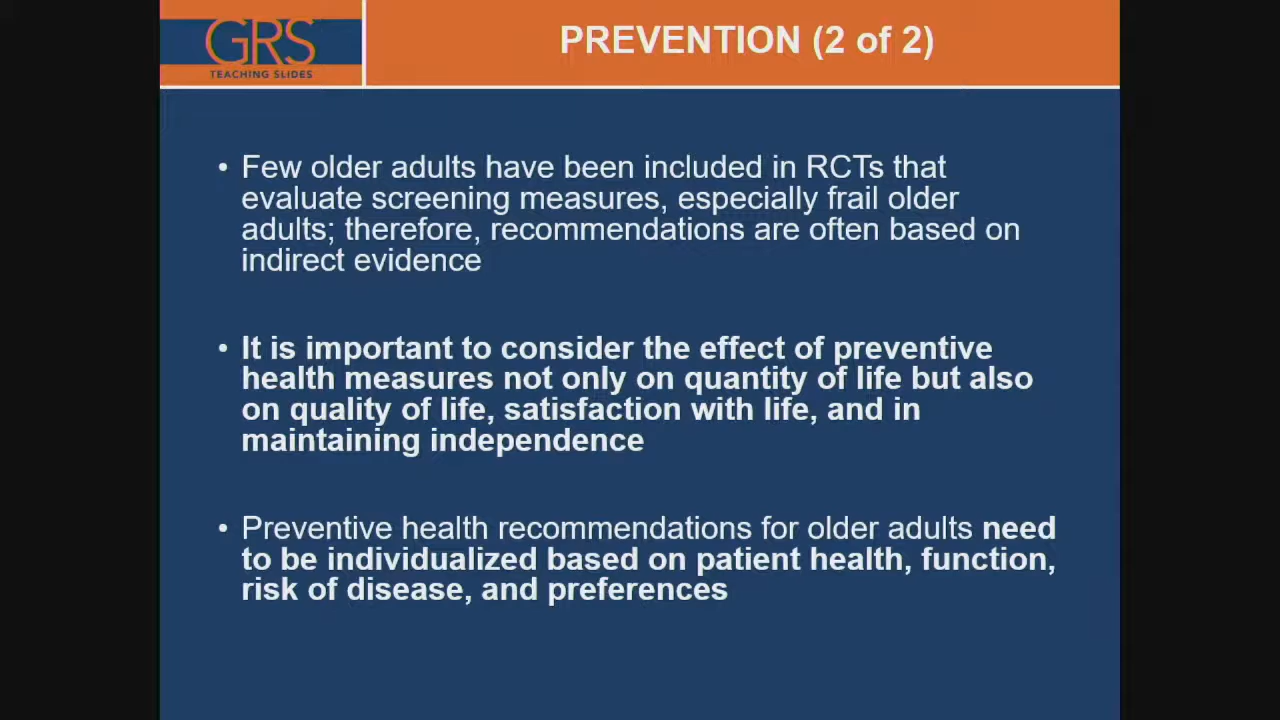 GRS
TEACHING SLIDES
PREVENTION (2 of 2)
• Few older adults have been included in RCTs that
evaluate screening measures, especially frail older
adults; therefore, recommendations are often based on
indirect evidence
• It is important to consider the effect of preventive
health measures not only on quantity of life but also
on quality of life, satisfaction with life, and in
maintaining independence
• Preventive health recommendations for older adults need
to be individualized based on patient health, function,
risk of disease, and preferences